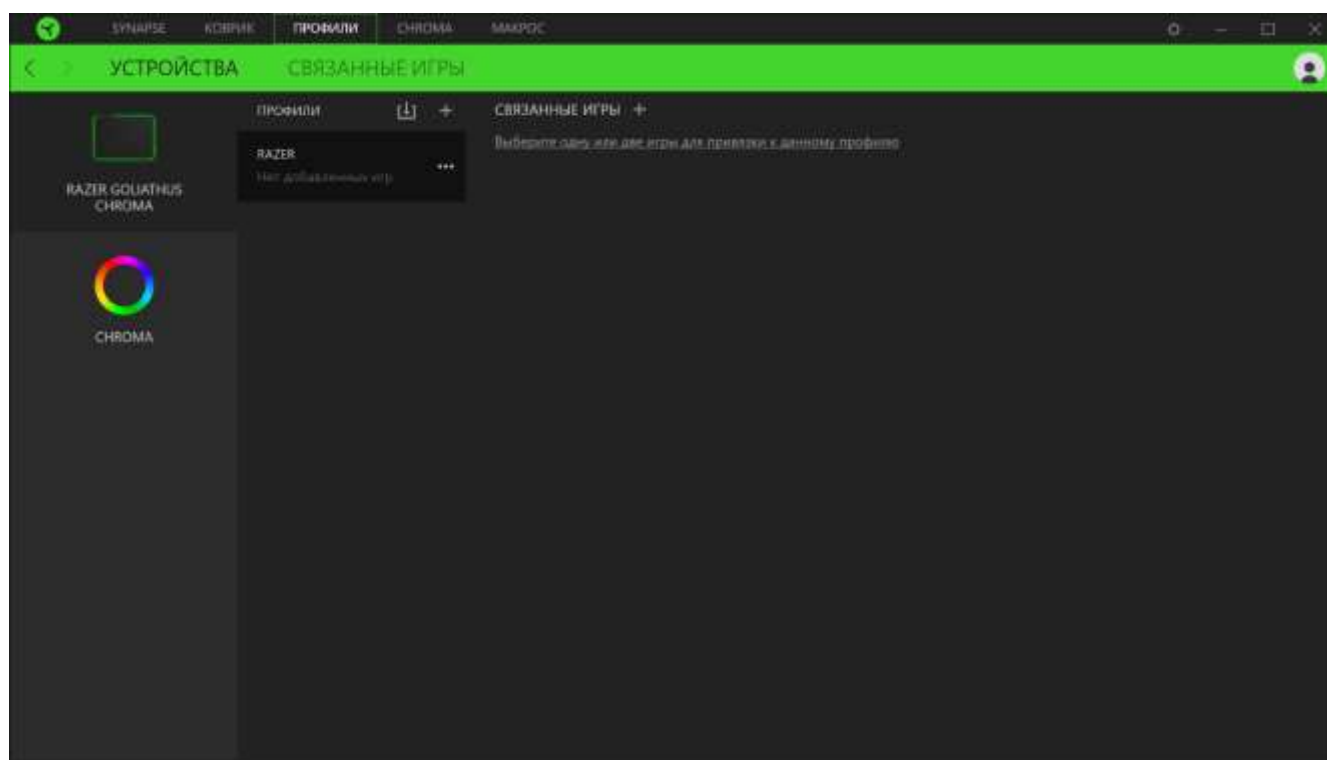 SYNAPSE КОВРИК ПРОФИЛИ CHROMA МАКРОС
УСТРОЙСТВА СВЯЗАННЫЕ ИГРЫ
ПРОФИЛИ
СВЯЗАННЫЕ ИГРЫ
Выберите одну или две игры для привязки к данному профилю
RAZER
Нет добавленных игр
RAZER GOLIATHUS
CHROMA
CHROMA